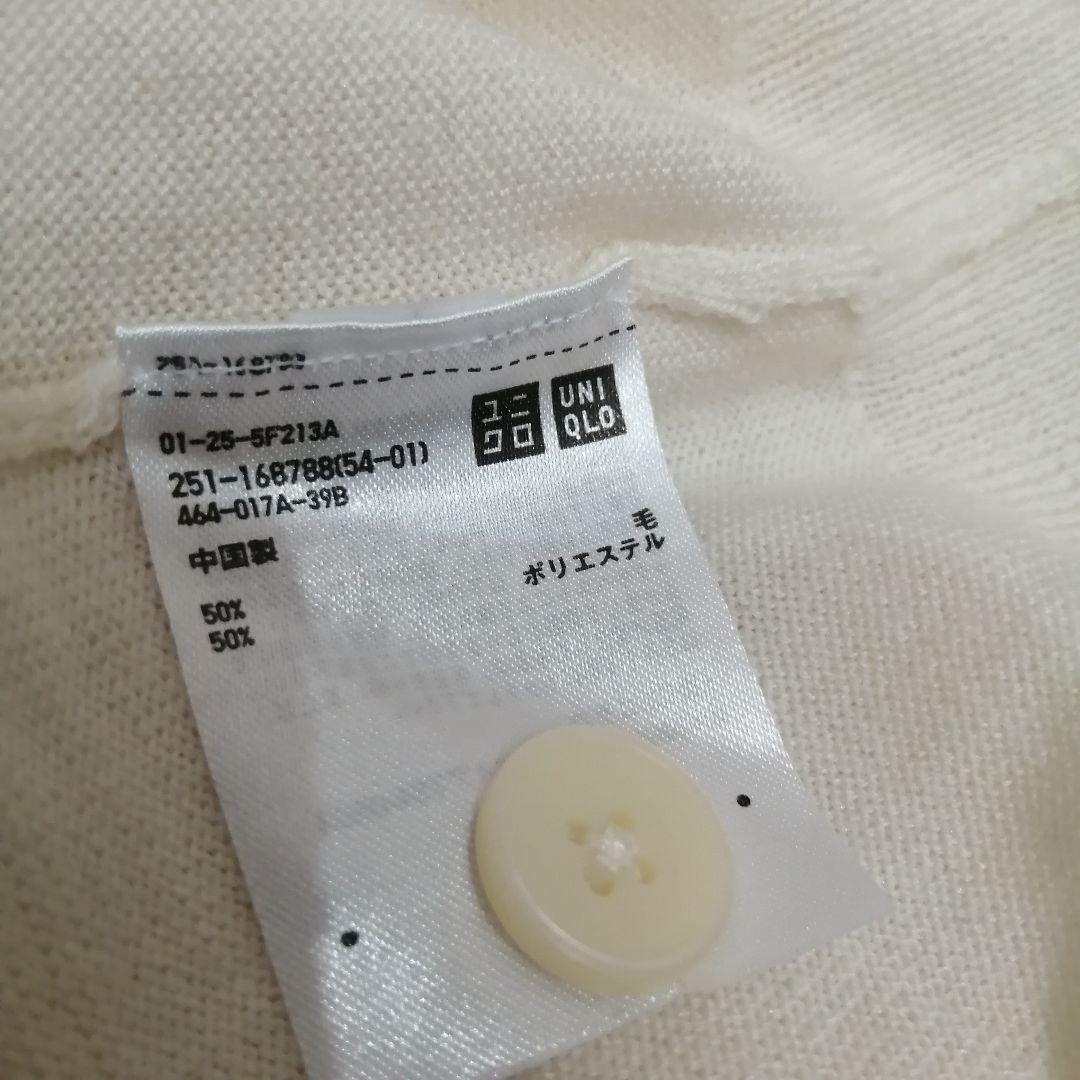 ユニ
クロ
UNI
QLO
01-25-5F213A
251-168788(54-01)
464-017A-39B
中国製
毛
ポリエステル
50%
50%